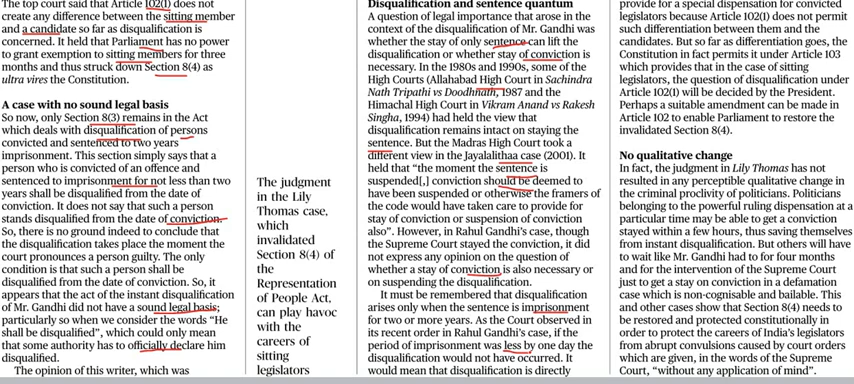 The top court said that Article 102(1) does not
create any difference between the sitting member
and a candidate so far as disqualification is
concerned. It held that Parliament has no power
to grant exemption to sitting members for three
months and thus struck down Section 8(4) as
ultra vires the Constitution.
A case with no sound legal basis
So now, only Section 8(3) remains in the Act
which deals with disqualification of persons
convicted and sentenced to two years
imprisonment. This section simply says that a
person who is convicted of an offence and
sentenced to imprisonment for not less than two
years shall be disqualified from the date of
conviction. It does not say that such a person
stands disqualified from the date of conviction.
So, there is no ground indeed to conclude that
the disqualification takes place the moment the
court pronounces a person guilty. The only
condition is that such a person shall be
disqualified from the date of conviction. So, it
appears that the act of the instant disqualification
of Mr. Gandhi did not have a sound legal basis;
particularly so when we consider the words “He
shall be disqualified”, which could only mean
that some authority has to officially declare him
disqualified.
The opinion of this writer, which was
The judgment
in the Lily
Thomas case,
which
invalidated
Section 8(4) of
the
Representation
of People Act,
can play havoc
with the
careers of
sitting
legislators
Disqualification and sentence quantum
A question of legal importance that arose in the
context of the disqualification of Mr. Gandhi was
whether the stay of only sentence can lift the
disqualification or whether stay of conviction is
necessary. In the 1980s and 1990s, some of the
High Courts (Allahabad High Court in Sachindra
Nath Tripathi vs Doodhnath, 1987 and the
Himachal High Court in Vikram Anand vs Rakesh
Singha, 1994) had held the view that
disqualification remains intact on staying the
sentence. But the Madras High Court took a
different view in the Jayalalithaa case (2001). It
held that “the moment the sentence is
suspended[,] conviction should be deemed to
have been suspended or otherwise the framers of
the code would have taken care to provide for
stay of conviction or suspension of conviction
also”. However, in Rahul Gandhi’s case, though
the Supreme Court stayed the conviction, it did
not express any opinion on the question of
whether a stay of conviction is also necessary or
on suspending the disqualification.
It must be remembered that disqualification
arises only when the sentence is imprisonment
for two or more years. As the Court observed in
its recent order in Rahul Gandhi’s case, if the
period of imprisonment was less by one day the
disqualification would not have occurred. It
would mean that disqualification is directly
provide for a special dispensation for convicted
legislators because Article 102(1) does not permit
such differentiation between them and the
candidates. But so far as differentiation goes, the
Constitution in fact permits it under Article 103
which provides that in the case of sitting
legislators, the question of disqualification under
Article 102(1) will be decided by the President.
Perhaps a suitable amendment can be made in
Article 102 to enable Parliament to restore the
invalidated Section 8(4).
No qualitative change
In fact, the judgment in Lily Thomas has not
resulted in any perceptible qualitative change in
the criminal proclivity of politicians. Politicians
belonging to the powerful ruling dispensation at a
particular time may be able to get a conviction
stayed within a few hours, thus saving themselves
from instant disqualification. But others will have
to wait like Mr. Gandhi had to for four months
and for the intervention of the Supreme Court
just to get a stay on conviction in a defamation
case which is non-cognisable and bailable. This
and other cases show that Section 8(4) needs to
be restored and protected constitutionally in
order to protect the careers of India’s legislators
from abrupt convulsions caused by court orders
which are given, in the words of the Supreme
Court, “without any application of mind”.